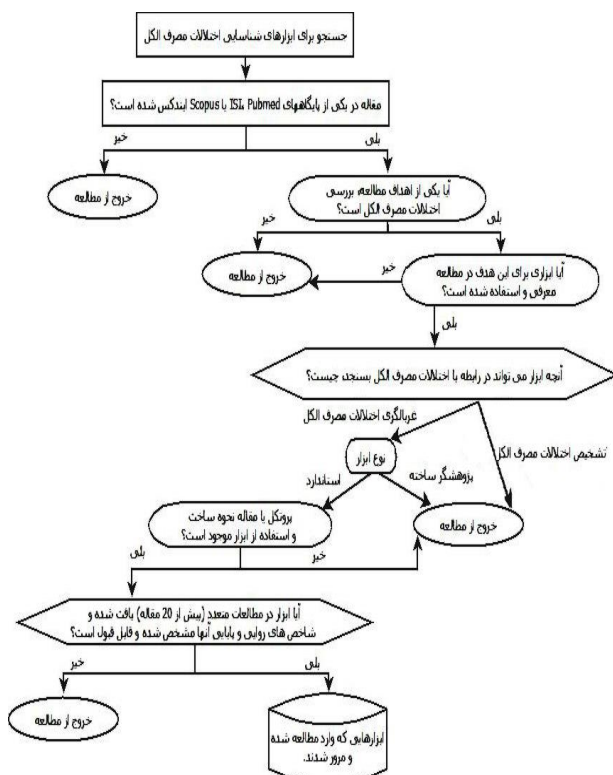 جستجو برای ابزارهای شناسایی اختلالات مصرف الکل
مقاله در یکی از پایگاههای ISI، Pubmed یا Scopus ایندکس شده است؟
خیر
بلی
خروج از مطالعه
آیا یکی از اهداف مطالعه، بررسی
اختلالات مصرف الکل است؟
خیر
بلی
خروج از مطالعه
خیر
آیا ابزاری برای این هدف در مطالعه
معرفی و استفاده شده است؟
بلی
آنچه ابزار می تواند در رابطه با اختلالات مصرف الکل بسنجد، چیست؟
غربالگری اختلالات مصرف الکل
تشخیص اختلالات مصرف الکل
نوع ابزار
استاندارد
پژوهشگر ساخته
خروج از مطالعه
پروتکل یا مقاله نحوه ساخت
و استفاده از ابزار موجود است؟
بلی
خیر
آیا ابزار در مطالعات متعدد (بیش از 20 مقاله) یافت شده و
شاخص های روایی و پایایی آنها مشخص شده و قابل قبول است؟
خیر
بلی
خروج از مطالعه
ابزارهایی که وارد مطالعه شده
و مرور شدند.